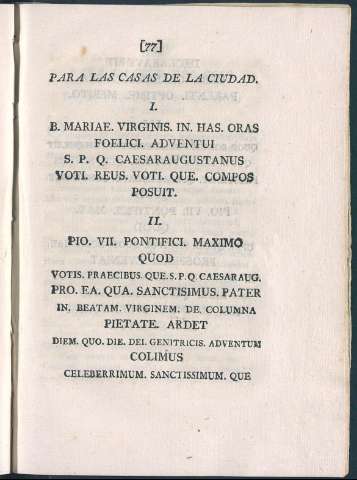 [77]
PARA LAS CASAS DE LA CIUDAD.
I.
B. MARIAE. VIRGINIS. IN. HAS. ORAS
FOELICI. ADVENTUI
S. P. Q. CAESARAUGUSTANUS
VOTI. REUS. VOTI. QUE. COMPOS
POSUIT.
II.
PIO. VII. PONTIFICI. MAXIMO
QUOD
VOTIS. PRAECIBUS. QUE. S. P. Q. CAESARAUG.
PRO. EA. QUA. SANCTISIMUS. PATER
IN. BEATAM. VIRGINEM. DE. COLUMNA
PIETATE. ARDET
DIEM. QUO. DIE. DEI. GENITRICIS. ADVENTUM
COLIMUS
CELEBERRIMUM. SANCTISSIMUM. QUE